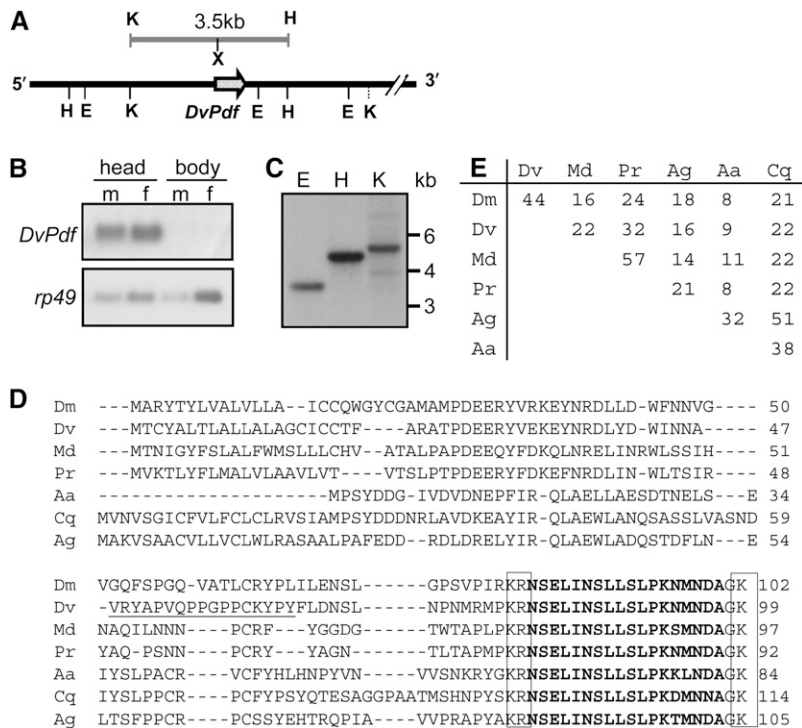 A
K 3.5kb H
X
5' 3'
H E K DvPdf E H E K
B head body
m f m f
DvPdf
rp49
C E H K kb
6
4
3
E Dv Md Pr Ag Aa Cq
Dm 44 16 24 18 8 21
Dv 22 32 16 9 22
Md 57 14 11 22
Pr 21 8 22
Ag 32 51
Aa 38
D
Dm ---MARYTYLVALVLLA--ICCQWGYCGAMAMPDEERYVRKEYNRDLLD-WFNNVG---- 50
Dv ---MTCYALTLALLALAGCICCTF----ARATPDEERYVEKEYNRDLYD-WINNA----- 47
Md ---MTNIGYFSLALFWMSLLLCHV---ATALPAPDEEQYFDKQLNRELINRWLSSIH---- 51
Pr ---MVKTLYFLMALVLAAVLVT-----VTSLPTPDEERYFDKEFNRDLIN-WLTSIR---- 48
Aa -------------------MPSYDDG-IVDVDNEPFIR-QLAELLAESDTNELS---E 34
Cq MVNVSGICFVLFCLCLRVSIAMPSYDDDNRLAVDKEAYIR-QLAEWLANQSASSLVASND 59
Ag MAKVSAACVLLVCWLWRASALPAFEDD--RDLDRENYIR-QLAEWLADQSTDFLN---E 54
Dm VGQFSPGQ-VATLCRYPLILENSL------GPSVPIRKRNSELINSLLSLPKNMNDAGK 102
Dv -VRYAPVQPPGPPCKYPYFLDNSL------NPNMRMPKRNSELINSLLSLPKNMNDAGK 99
Md NAQILNNN----PCRF---YGGDG------TWTAPLPKRNSELINSLLSLPKSMNDAGK 97
Pr YAQ-PSNN----PCRW---YAGN-------TLTAPMPKRNSELINSLLSLPKNMNDAGK 92
Aa IYSLPACR----VCFYHLHNPYVN------VVSNKRYGKRNSELINSLLSLPKKLNDAGK 84
Cq IYSLPPCR----PCFYPSYQTESAGGPAATMSHNPYSKRNSELINSLLSLPKDMNNAGK 114
Ag LTSFPPCR----PCSSYEHTRQPIA-----VVPRAPYAKRNSELINSLLSLPKTMNDAGK 105